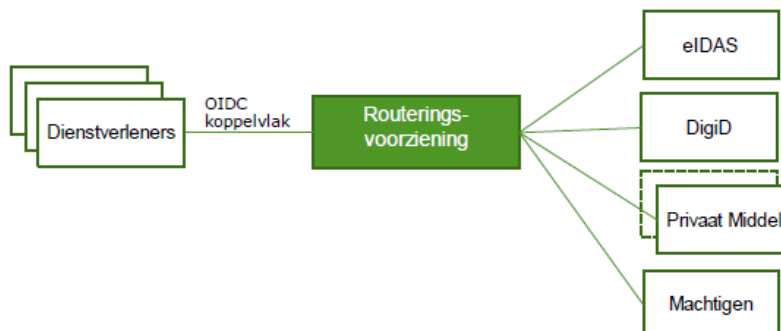 Dienstverleners
OIDC
koppelvlak
Routerings-
voorziening
eIDAS
DigiD
Privaat Middel
Machtigen